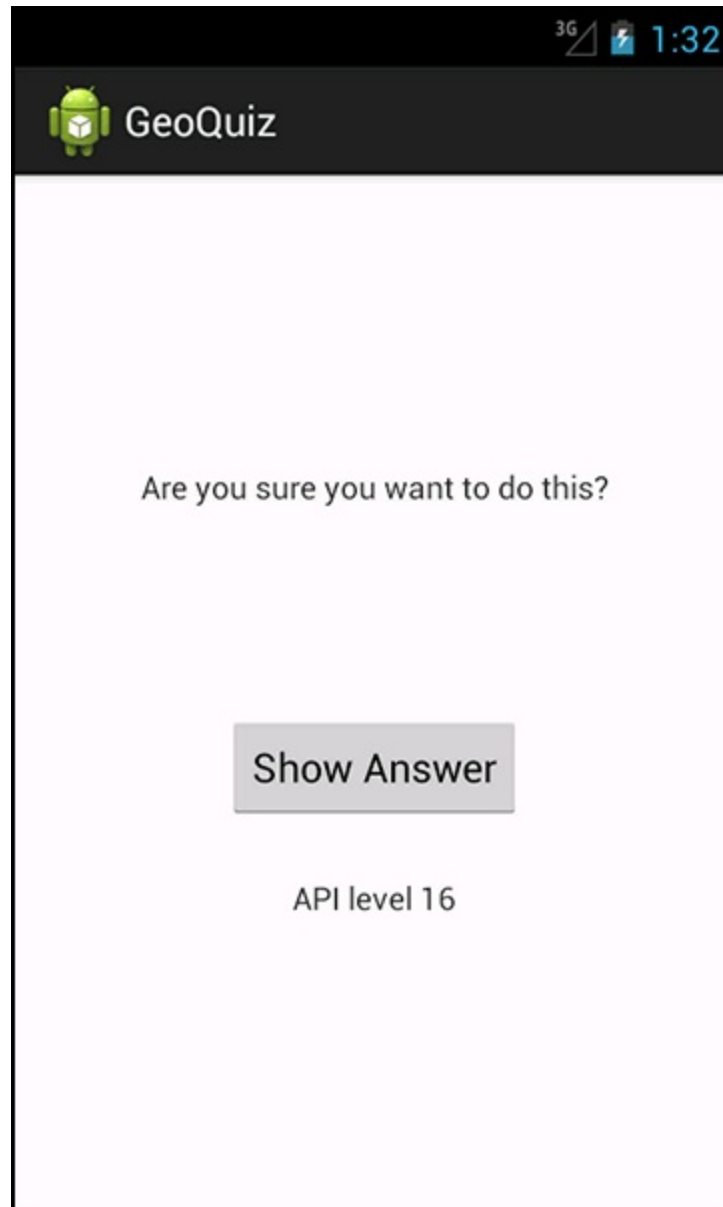 3G 1:32
GeoQuiz
Are you sure you want to do this?
Show Answer
API level 16